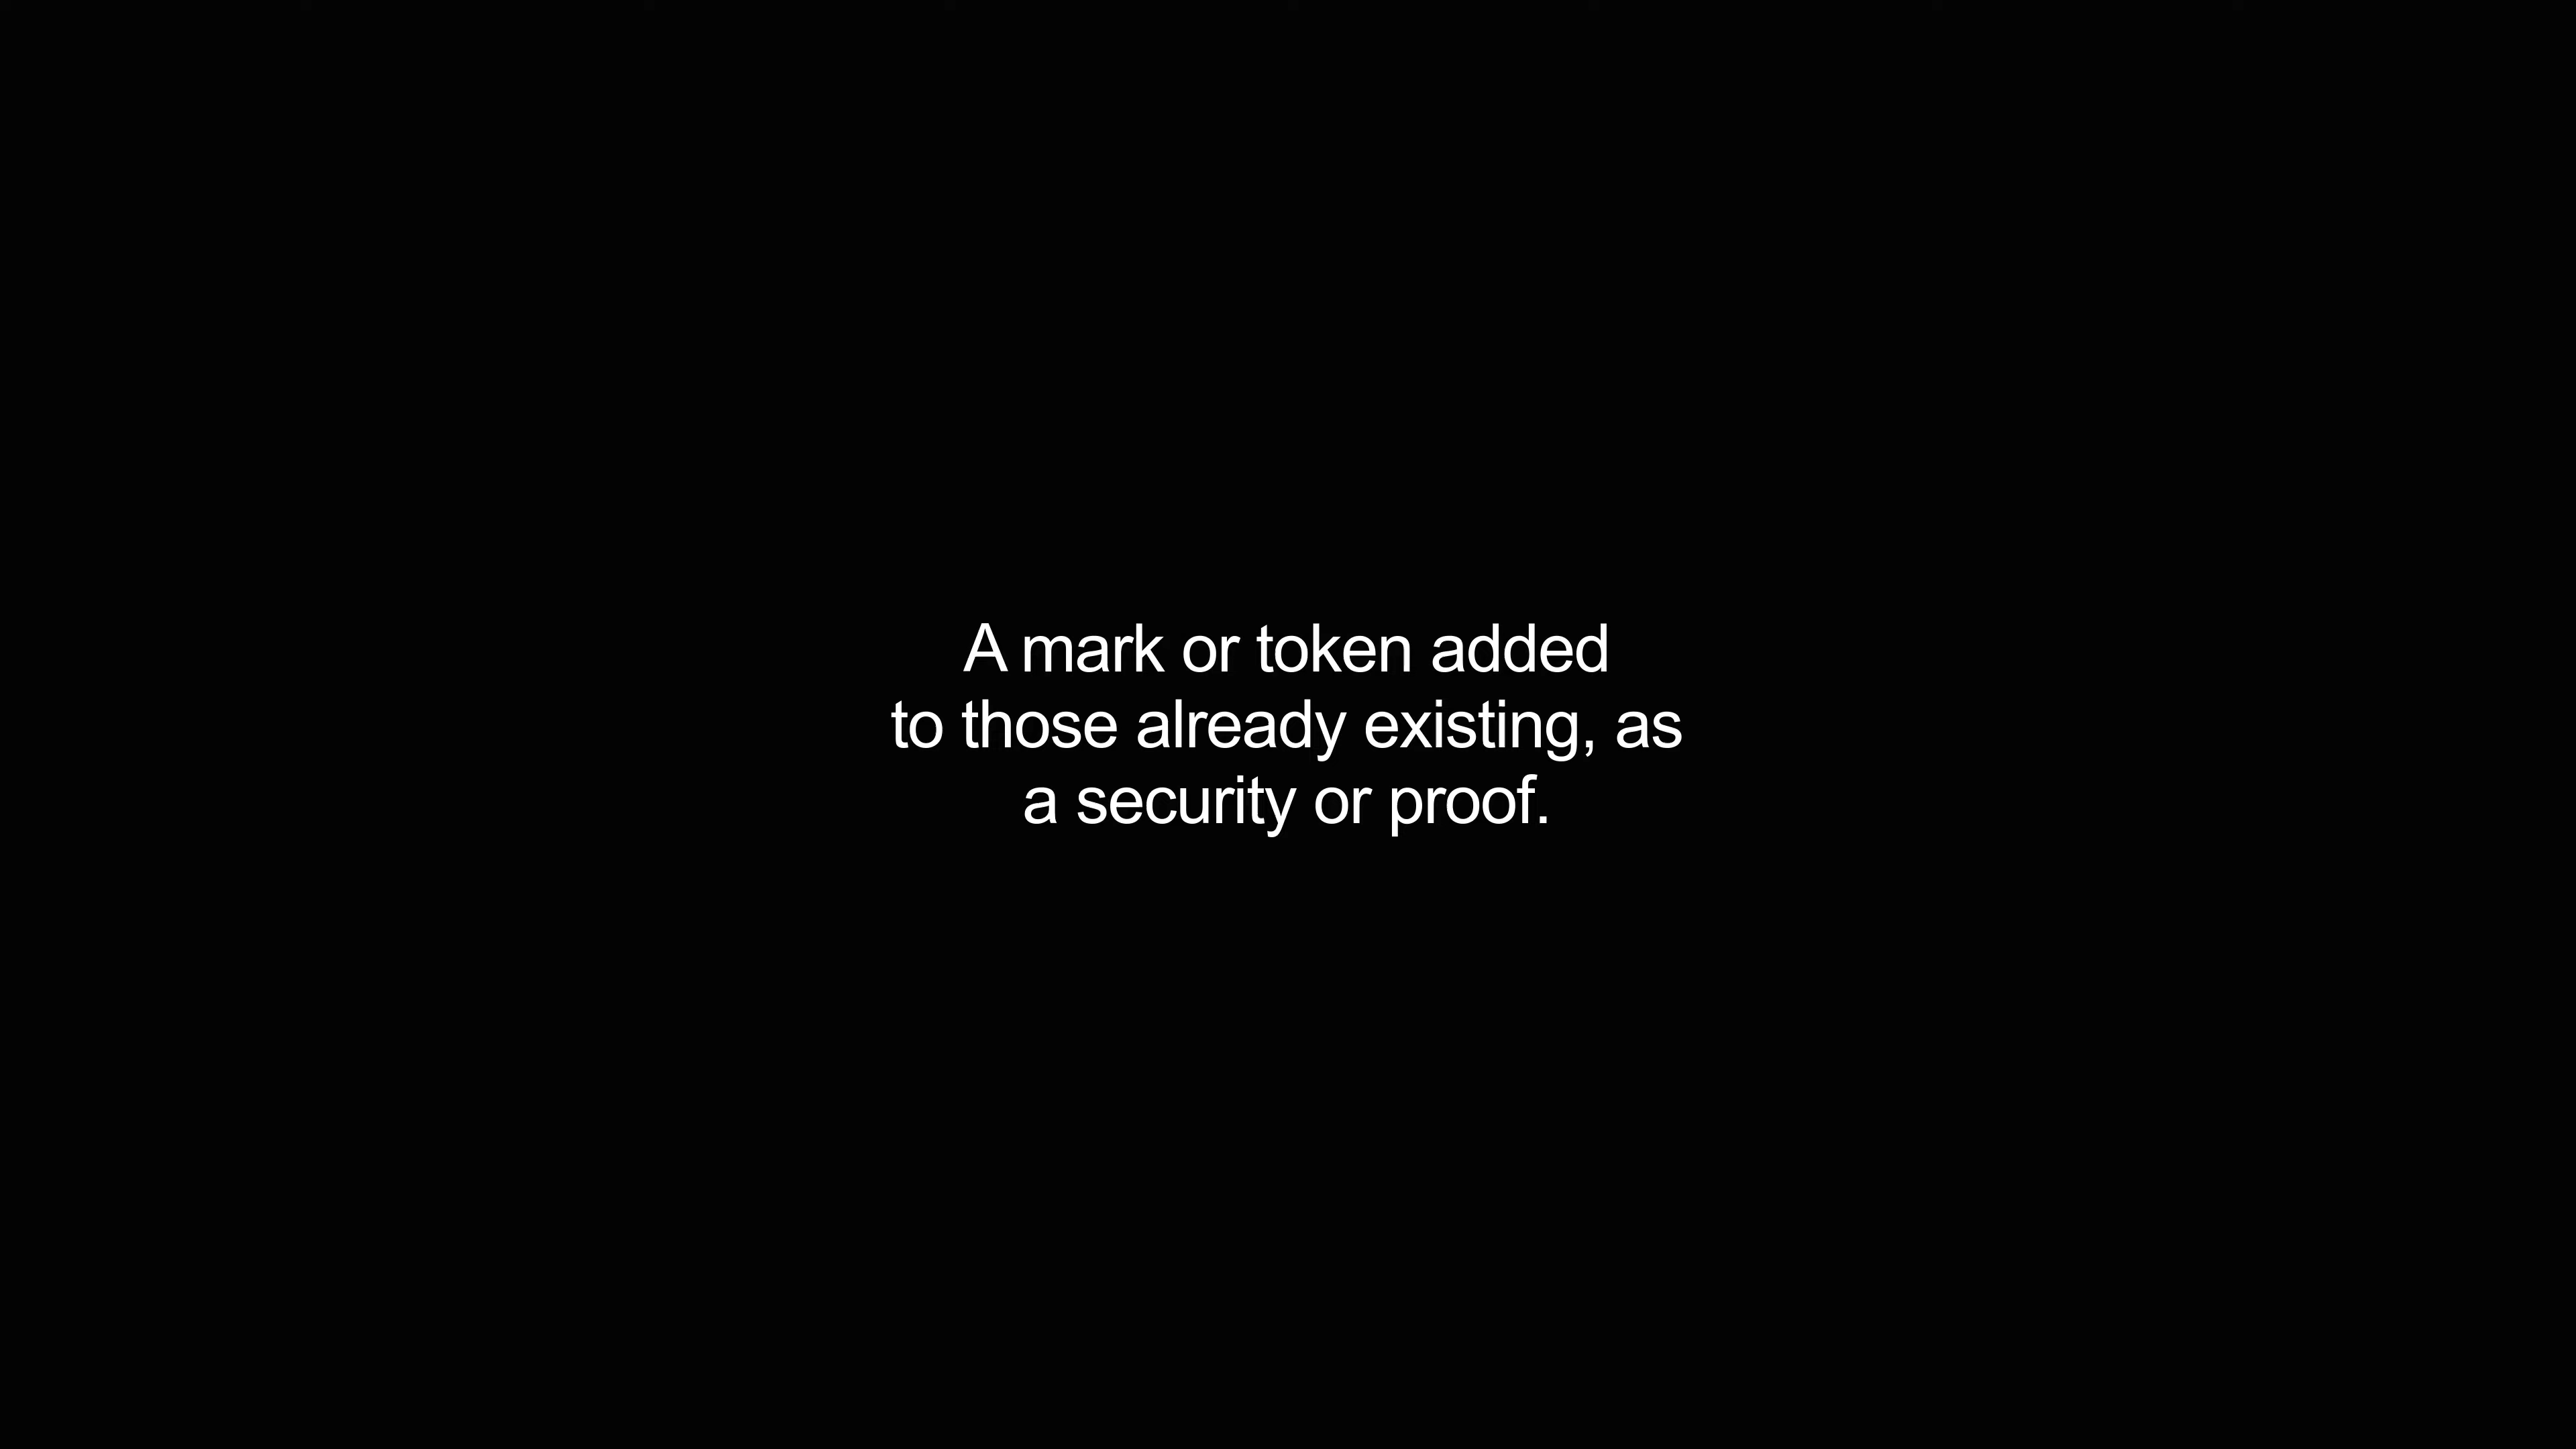 A mark or token added
to those already existing, as
a security or proof.